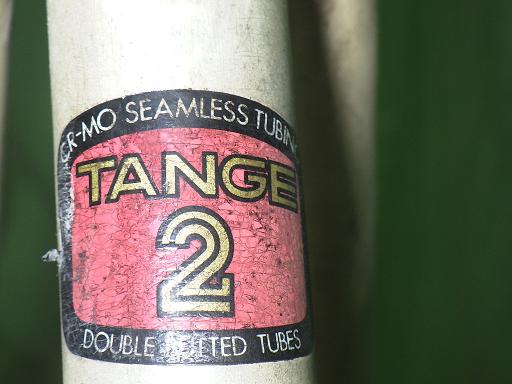 CR-MO SEAMLESS TUBING
TANGE
2
DOUBLE BUTTED TUBES